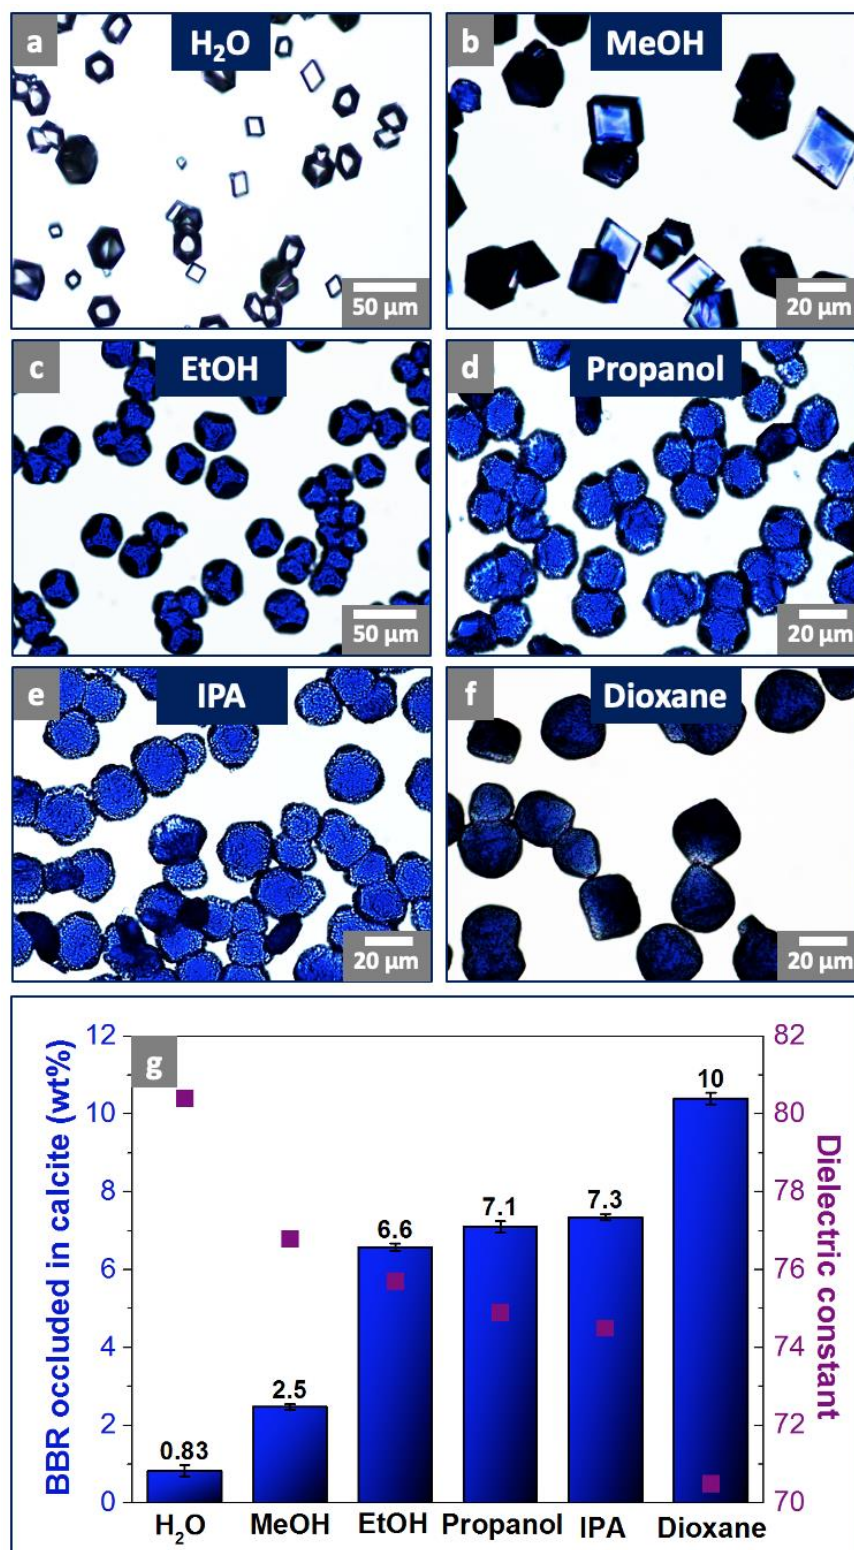 a
H₂O
50 µm
b
MeOH
20 µm
c
EtOH
50 µm
d
Propanol
20 µm
e
IPA
20 µm
f
Dioxane
20 µm
g
BBR occluded in calcite (wt%)
12
10
8
6
4
2
0
0.83
2.5
6.6
7.1
7.3
10
82
80
78
76
74
72
70
Dielectric constant
H₂O MeOH EtOH Propanol IPA Dioxane